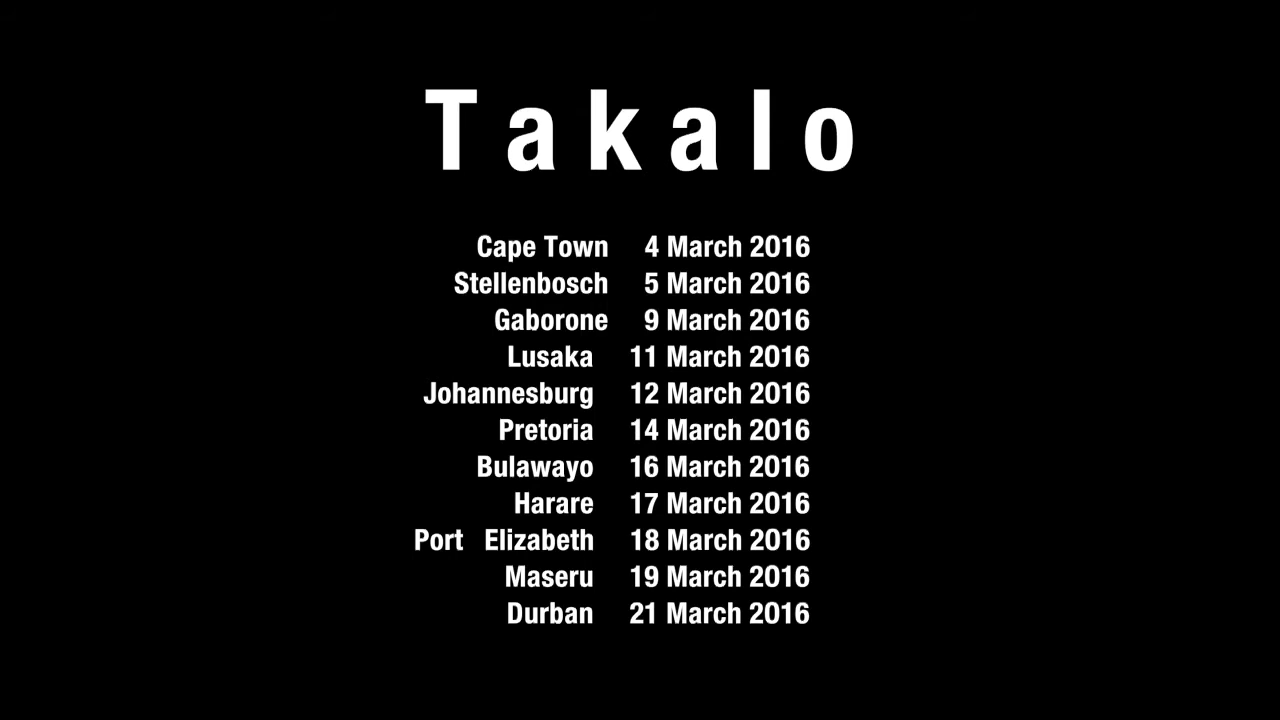 Takalo
Cape Town 4 March 2016
Stellenbosch 5 March 2016
Gaborone 9 March 2016
Lusaka 11 March 2016
Johannesburg 12 March 2016
Pretoria 14 March 2016
Bulawayo 16 March 2016
Harare 17 March 2016
Port Elizabeth 18 March 2016
Maseru 19 March 2016
Durban 21 March 2016